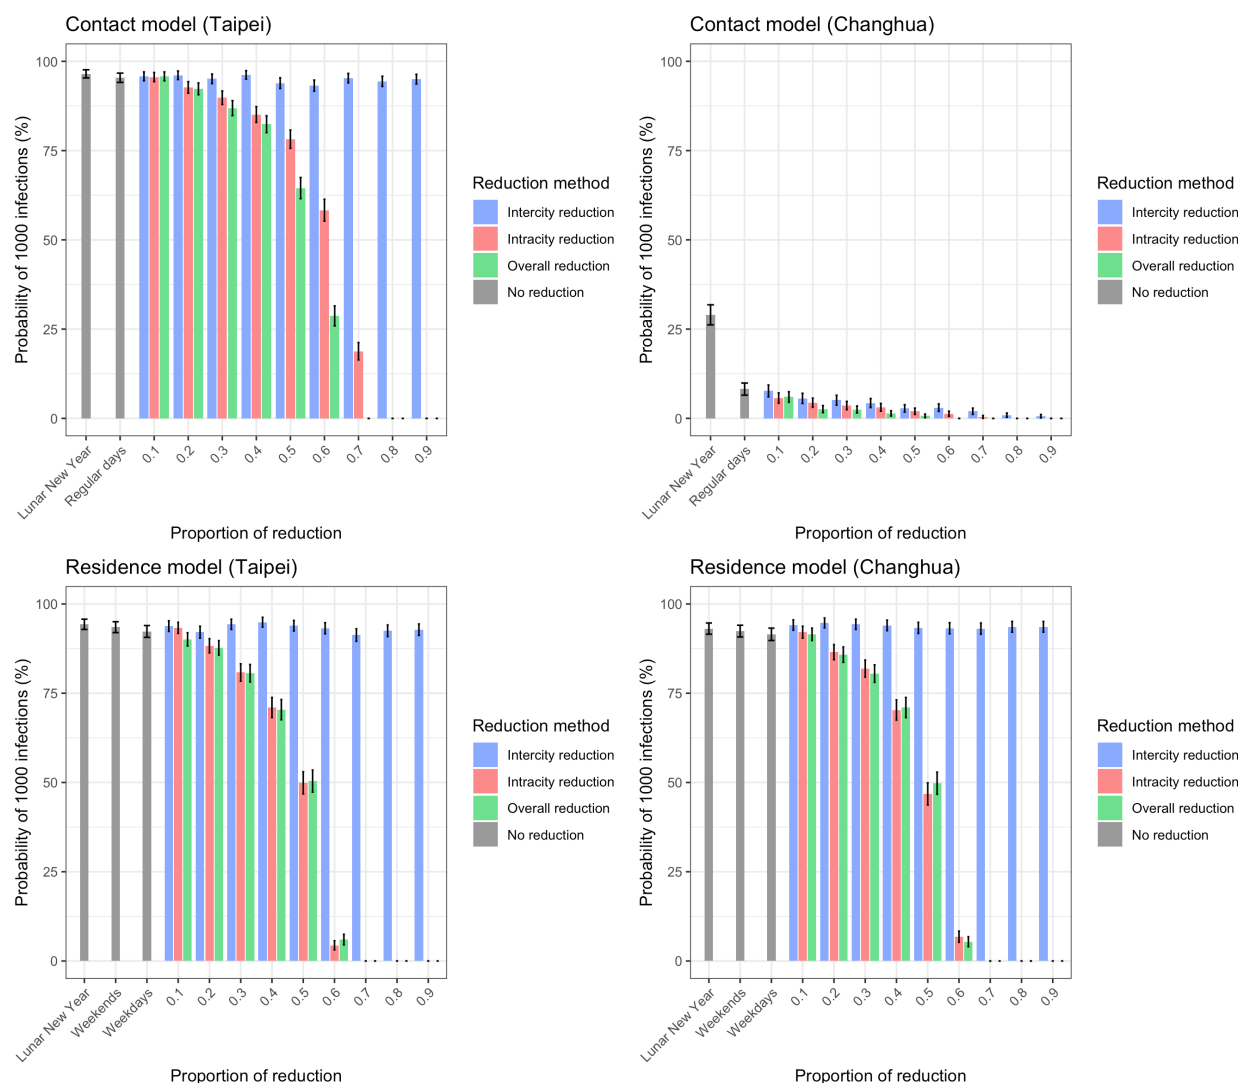 Contact model (Taipei)
Probability of 1000 infections (%)
100
75
50
25
0
Lunar New Year
Regular days
0.1
0.2
0.3
0.4
0.5
0.6
0.7
0.8
0.9
Proportion of reduction
Reduction method
Intercity reduction
Intracity reduction
Overall reduction
No reduction
Contact model (Changhua)
Probability of 1000 infections (%)
100
75
50
25
0
Lunar New Year
Regular days
0.1
0.2
0.3
0.4
0.5
0.6
0.7
0.8
0.9
Proportion of reduction
Reduction method
Intercity reduction
Intracity reduction
Overall reduction
No reduction
Residence model (Taipei)
Probability of 1000 infections (%)
100
75
50
25
0
Lunar New Year
Weekends
Weekdays
0.1
0.2
0.3
0.4
0.5
0.6
0.7
0.8
0.9
Proportion of reduction
Reduction method
Intercity reduction
Intracity reduction
Overall reduction
No reduction
Residence model (Changhua)
Probability of 1000 infections (%)
100
75
50
25
0
Lunar New Year
Weekends
Weekdays
0.1
0.2
0.3
0.4
0.5
0.6
0.7
0.8
0.9
Proportion of reduction
Reduction method
Intercity reduction
Intracity reduction
Overall reduction
No reduction